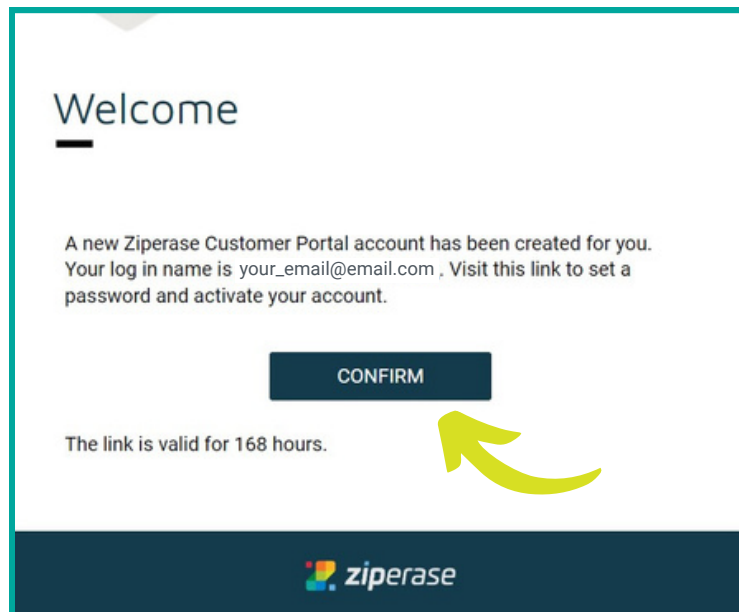 Welcome
A new Ziperase Customer Portal account has been created for you.
Your log in name is your_email@email.com . Visit this link to set a
password and activate your account.
CONFIRM
The link is valid for 168 hours.
ziperase